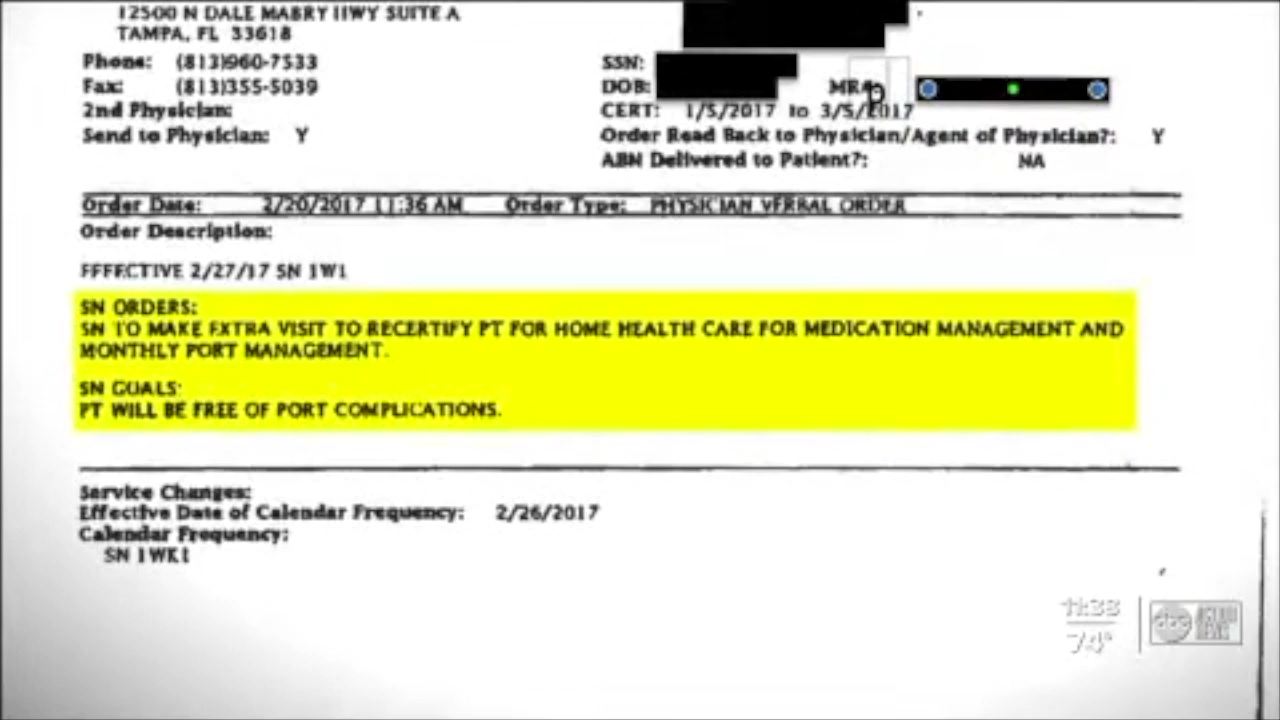 12500 N DALE MABRY HWY SUITE A
TAMPA, FL 33618
Phone: (813)960-7533
Fax: (813)355-5039
2nd Physician:
Send to Physician: Y
SSN:
DOB:
CERT: 1/5/2017 to 3/5/2017
Order Read Back to Physician/Agent of Physician?: Y
ABN Delivered to Patient?: NA
Order Date: 2/20/2017 11:36 AM Order Type: PHYSICIAN VERBAL ORDER
Order Description:
EFFECTIVE 2/27/17 SN 1W1
SN ORDERS:
SN TO MAKE EXTRA VISIT TO RECERTIFY PT FOR HOME HEALTH CARE FOR MEDICATION MANAGEMENT AND
MONTHLY PORT MANAGEMENT.
SN GOALS:
PT WILL BE FREE OF PORT COMPLICATIONS.
Service Changes:
Effective Date of Calendar Frequency: 2/26/2017
Calendar Frequency:
SN 1WK1
11:38
74°
abc ACTION NEWS